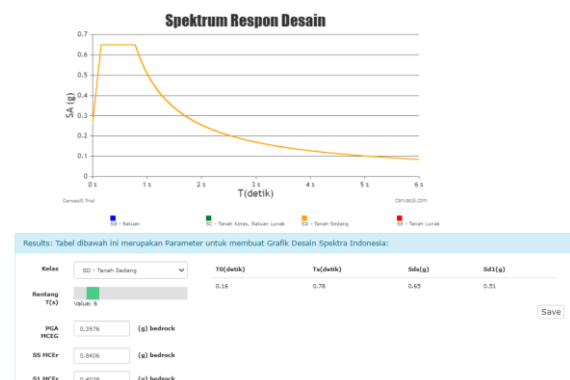 Spektrum Respon Desain
0.7
0.6
0.5
0.4
0.3
0.2
0.1
0
SA (g)
0 s 1 s 2 s 3 s 4 s 5 s 6 s
T(detik)
CanvasJS Trial CanvasJS.com
SB - Batuan SC - Tanah Keras, Batuan Lunak SD - Tanah Sedang SE - Tanah Lunak
Results: Tabel dibawah ini merupakan Parameter untuk membuat Grafik Desain Spektra Indonesia:
Kelas SD - Tanah Sedang T0(detik) Ts(detik) Sds(g) Sd1(g)
0.16 0.78 0.65 0.51
Rentang T(s) Value: 6
Save
PGA MCEG 0.3976 (g) bedrock
SS MCEr 0.8406 (g) bedrock
S1 MCEr (g) bedrock